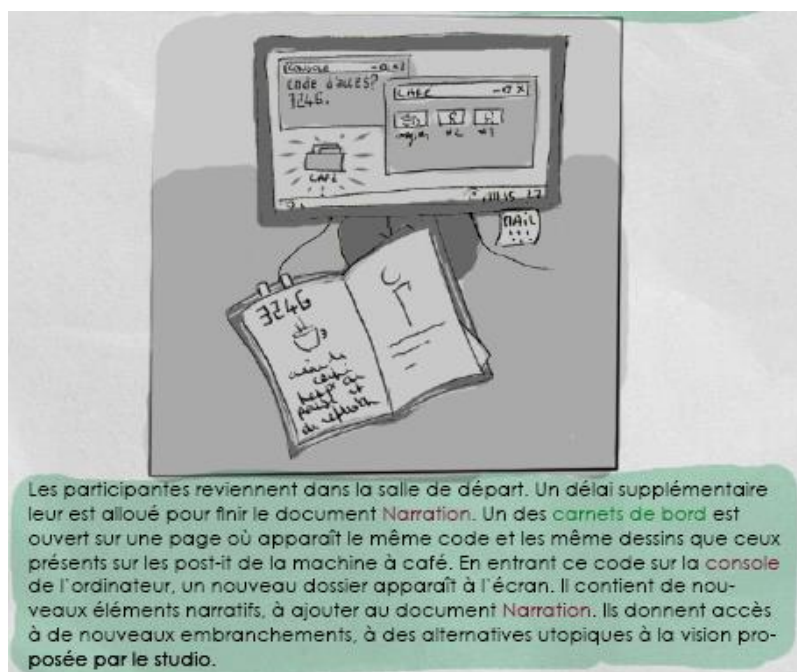 CONSOLE
code d'accès?
3246.
CAFÉ
#2
CAFÉ
MAIL
3246
Les participantes reviennent dans la salle de départ. Un délai supplémentaire
leur est alloué pour finir le document Narration. Un des carnets de bord est
ouvert sur une page où apparaît le même code et les même dessins que ceux
présents sur les post-it de la machine à café. En entrant ce code sur la console
de l'ordinateur, un nouveau dossier apparaît à l'écran. Il contient de nou-
veaux éléments narratifs, à ajouter au document Narration. Ils donnent accès
à de nouveaux embranchements, à des alternatives utopiques à la vision pro-
posée par le studio.